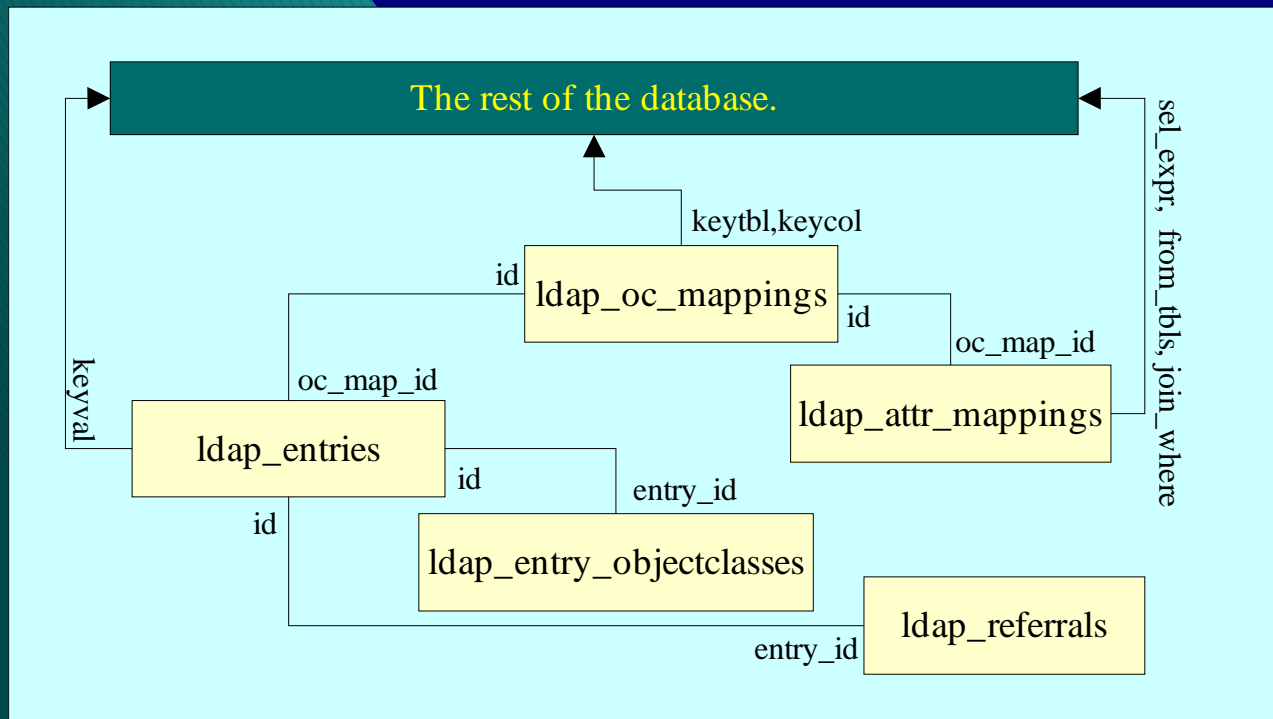 The rest of the database.
keytbl,keycol
id
ldap_oc_mappings
id
oc_map_id
ldap_attr_mappings
sel_expr, from_tbls, join_where
keyval
oc_map_id
ldap_entries
id
entry_id
id
ldap_entry_objectclasses
ldap_referrals
entry_id